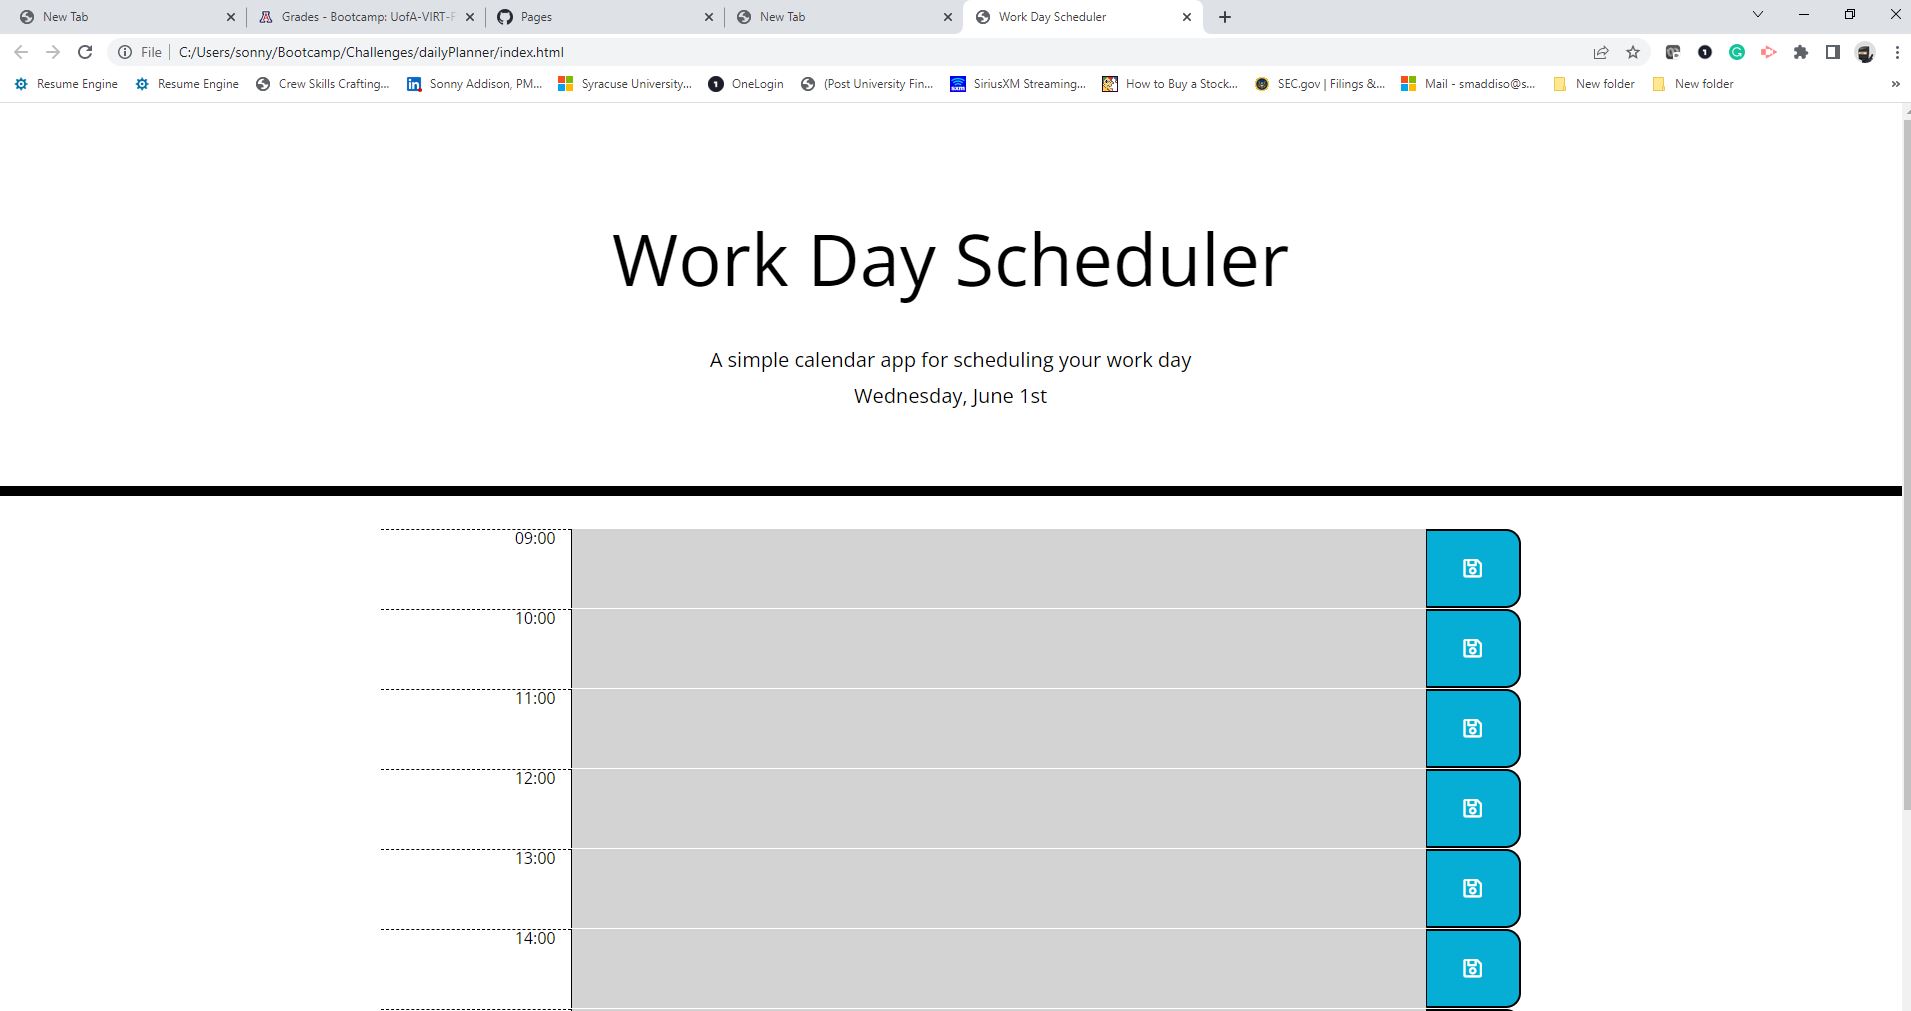 New Tab
Grades - Bootcamp: UofA-VIRT-F
Pages
New Tab
Work Day Scheduler
File
C:/Users/sonny/Bootcamp/Challenges/dailyPlanner/index.html
Resume Engine
Resume Engine
Crew Skills Crafting...
Sonny Addison, PM...
Syracuse University...
OneLogin
(Post University Fin...
SiriusXM Streaming...
How to Buy a Stock...
SEC.gov | Filings &...
Mail - smaddiso@s...
New folder
New folder
»
Work Day Scheduler
A simple calendar app for scheduling your work day
Wednesday, June 1st
09:00
10:00
11:00
12:00
13:00
14:00